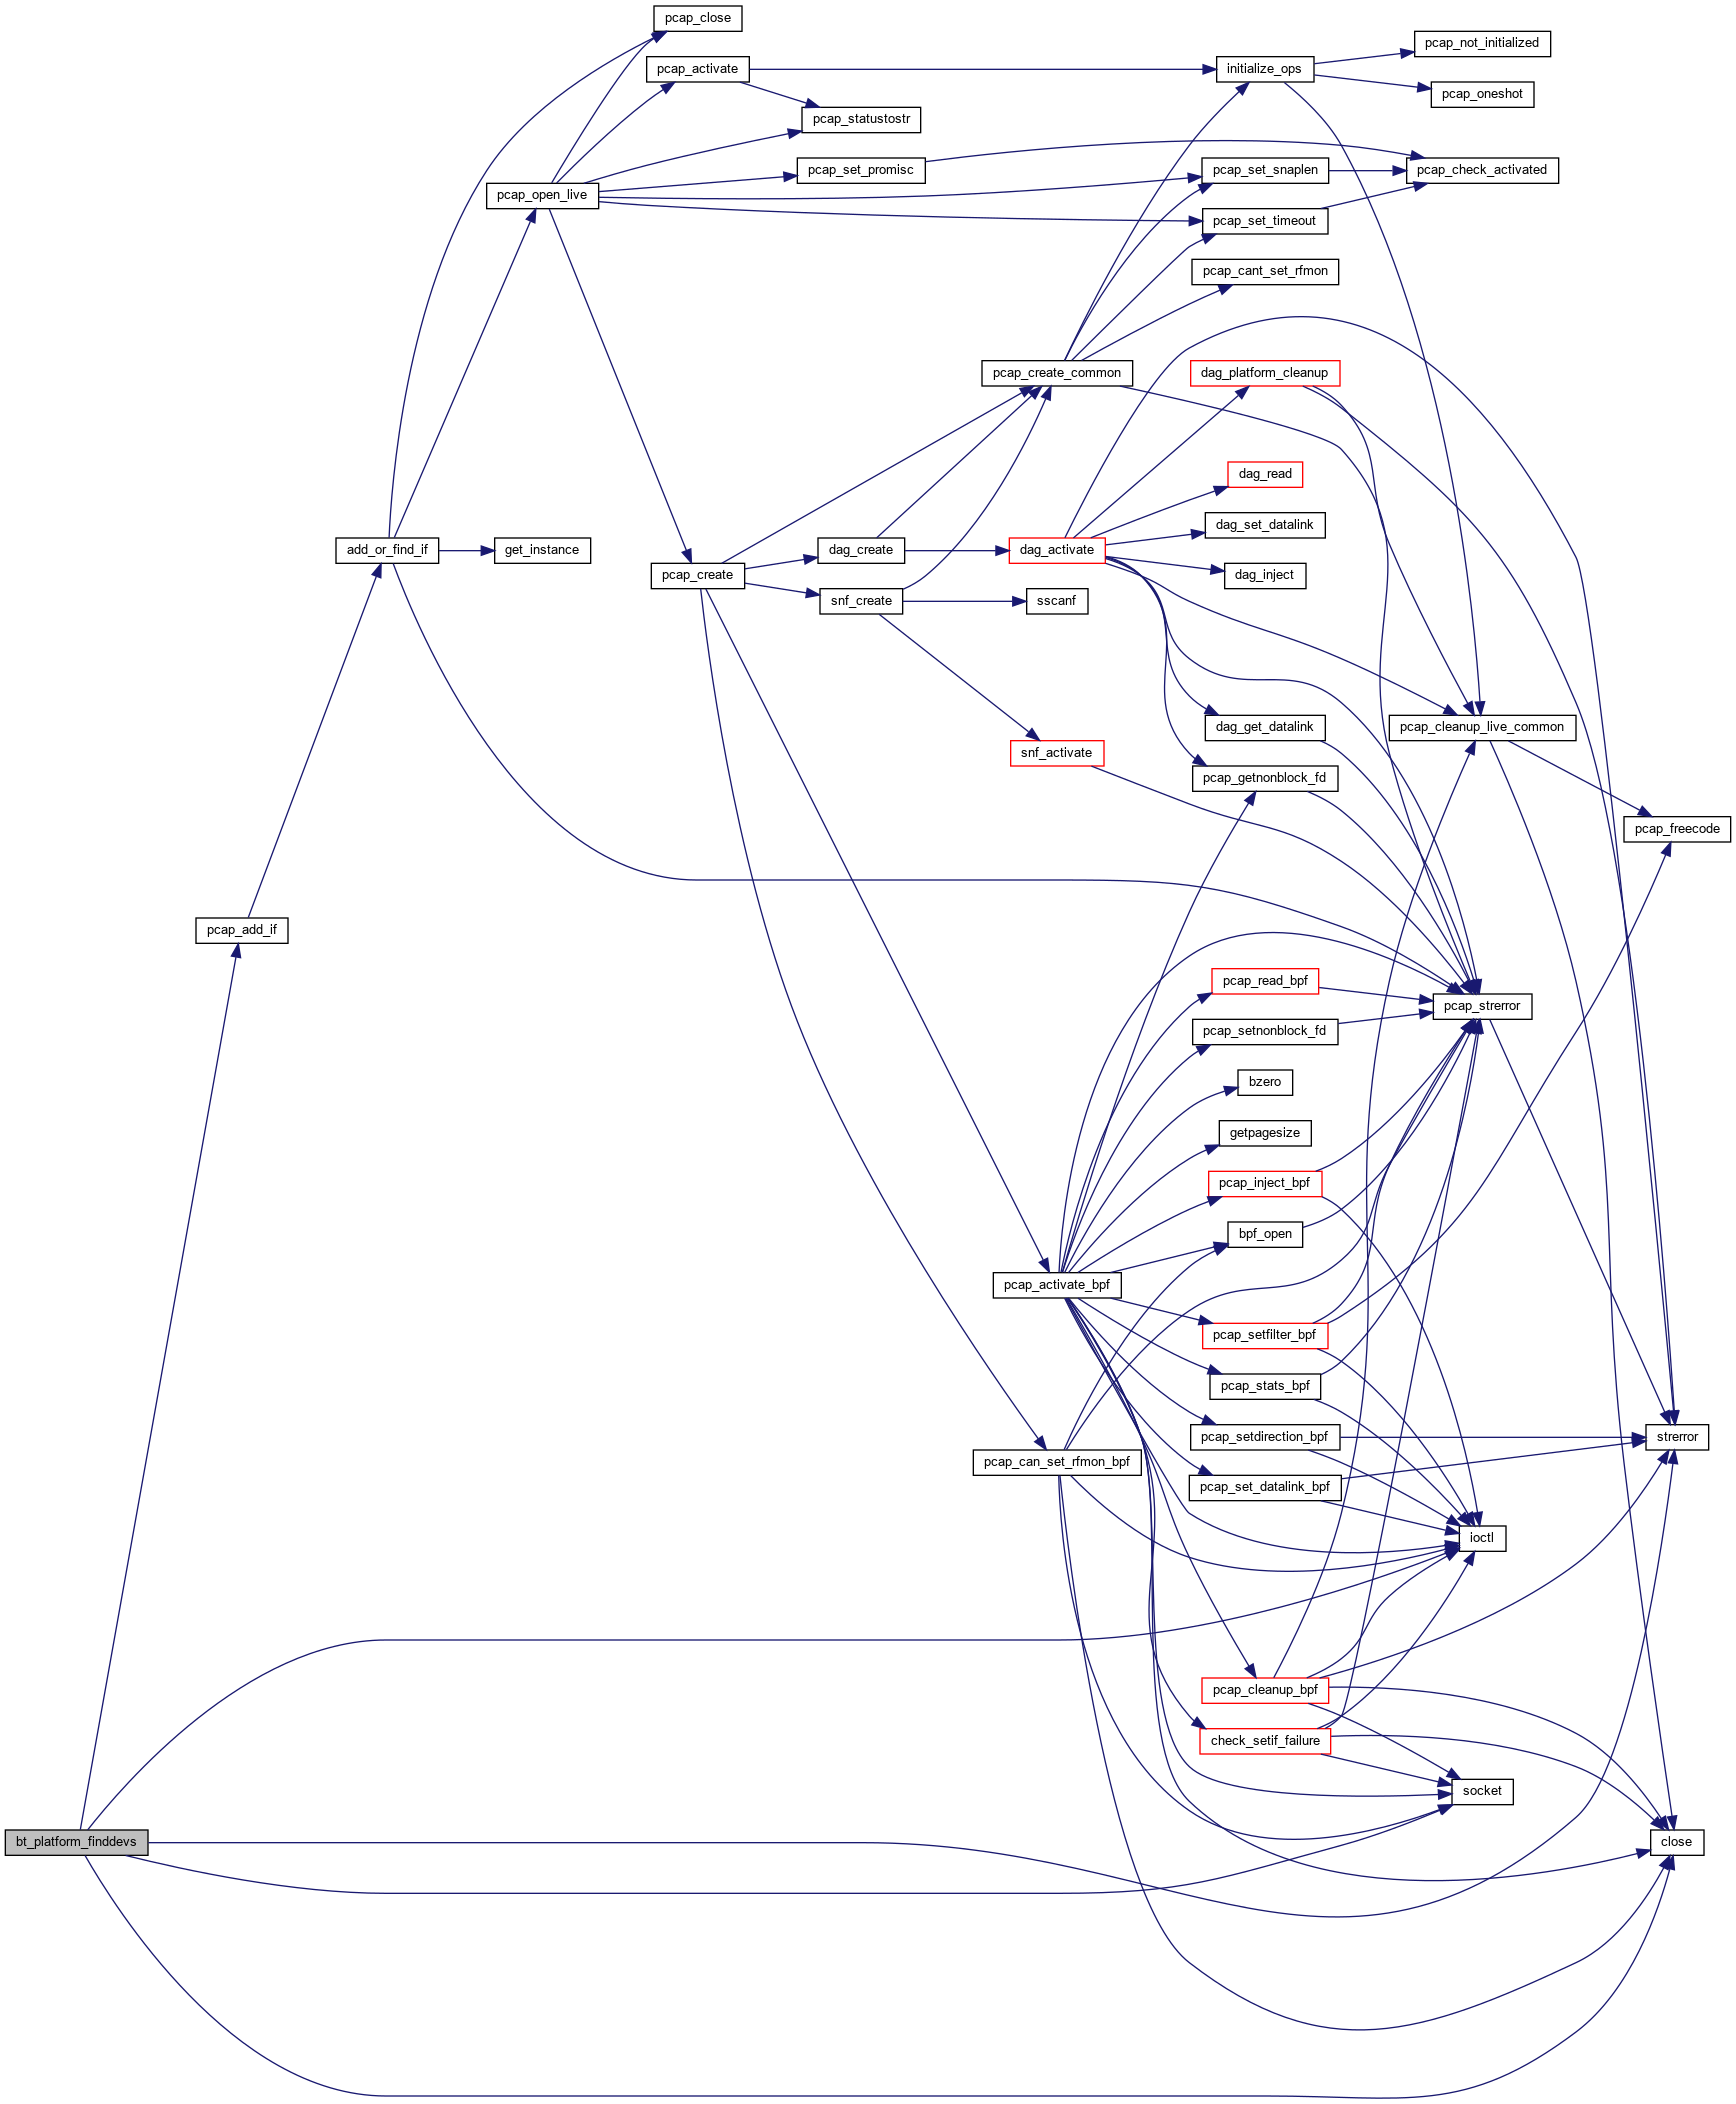 pcap_close
pcap_not_initialized
pcap_activate
initialize_ops
pcap_oneshot
pcap_statustostr
pcap_set_promisc
pcap_set_snaplen
pcap_check_activated
pcap_open_live
pcap_set_timeout
pcap_cant_set_rfmon
pcap_create_common
dag_platform_cleanup
dag_read
dag_set_datalink
add_or_find_if
get_instance
dag_create
dag_activate
pcap_create
dag_inject
snf_create
sscanf
dag_get_datalink
pcap_cleanup_live_common
snf_activate
pcap_getnonblock_fd
pcap_freecode
pcap_add_if
pcap_read_bpf
pcap_strerror
pcap_setnonblock_fd
bzero
getpagesize
pcap_inject_bpf
bpf_open
pcap_activate_bpf
pcap_setfilter_bpf
pcap_stats_bpf
pcap_setdirection_bpf
strerror
pcap_can_set_rfmon_bpf
pcap_set_datalink_bpf
ioctl
pcap_cleanup_bpf
check_setif_failure
socket
bt_platform_finddevs
close